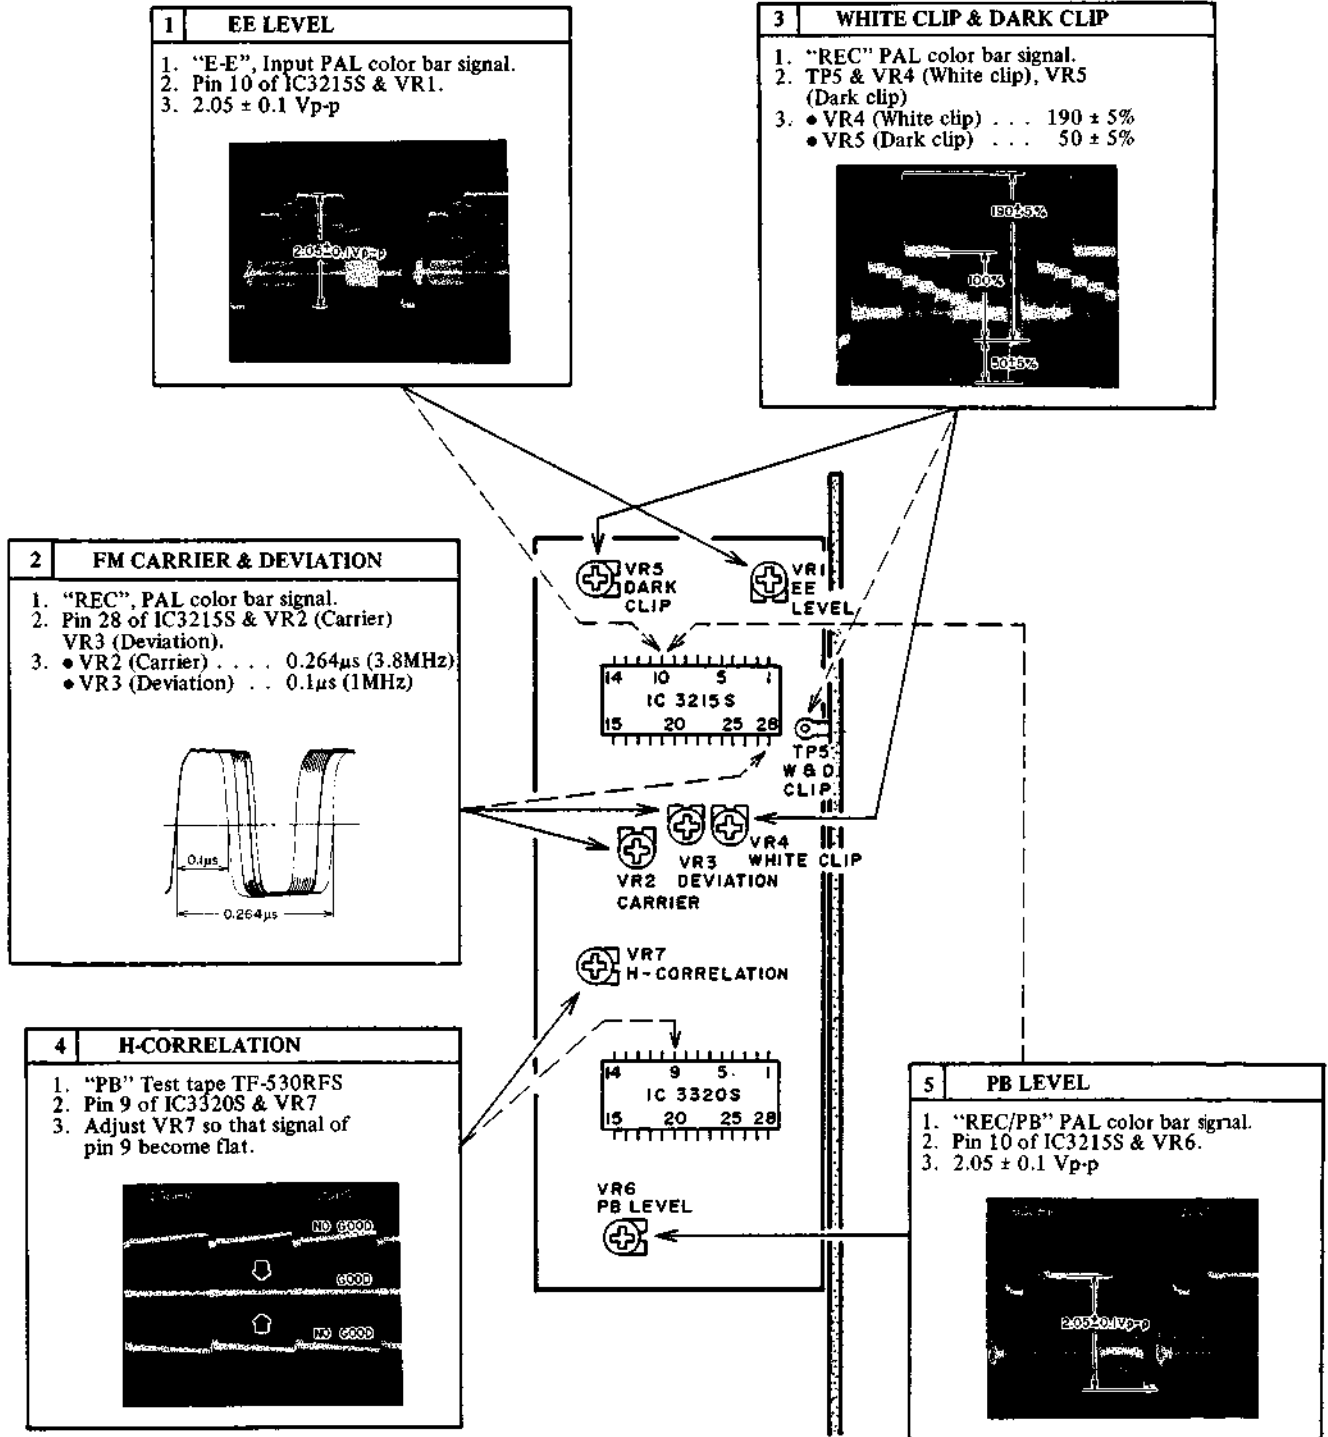 1 EE LEVEL
1. “E-E”, Input PAL color bar signal.
2. Pin 10 of IC3215S & VR1.
3. 2.05 ± 0.1 Vp-p
2.05±0.1Vp-p
3 WHITE CLIP & DARK CLIP
1. “REC” PAL color bar signal.
2. TP5 & VR4 (White clip), VR5
(Dark clip)
3. ● VR4 (White clip) . . . 190 ± 5%
● VR5 (Dark clip) . . . 50 ± 5%
190±5%
100%
50±5%
2 FM CARRIER & DEVIATION
1. “REC”, PAL color bar signal.
2. Pin 28 of IC3215S & VR2 (Carrier)
VR3 (Deviation).
3. ● VR2 (Carrier) . . . . 0.264μs (3.8MHz)
● VR3 (Deviation) . . 0.1μs (1MHz)
0.1μs
0.264μs
VR5
DARK
CLIP
VR1
EE
LEVEL
14 10 5 1
IC 3215S
15 20 25 28
TP5
W & D
CLIP
VR4
WHITE CLIP
VR3
DEVIATION
VR2
CARRIER
VR7
H-CORRELATION
14 9 5 1
IC 3320S
15 20 25 28
VR6
PB LEVEL
4 H-CORRELATION
1. “PB” Test tape TF-530RFS
2. Pin 9 of IC3320S & VR7
3. Adjust VR7 so that signal of
pin 9 become flat.
NO GOOD
GOOD
NO GOOD
5 PB LEVEL
1. “REC/PB” PAL color bar signal.
2. Pin 10 of IC3215S & VR6.
3. 2.05 ± 0.1 Vp-p
2.05±0.1Vp-p